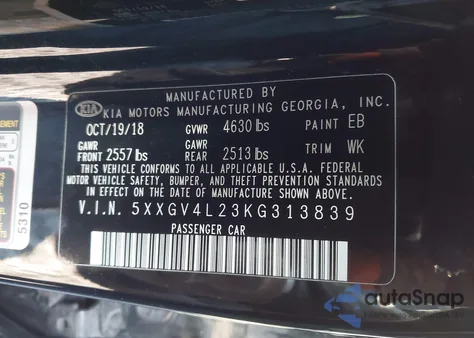 MANUFACTURED BY
KIA KIA MOTORS MANUFACTURING GEORGIA, INC.
OCT/19/18 GVWR 4630 lbs PAINT EB
GAWR FRONT 2557 lbs GAWR REAR 2513 lbs TRIM WK
THIS VEHICLE CONFORMS TO ALL APPLICABLE U.S.A. FEDERAL
MOTOR VEHICLE SAFETY, BUMPER, AND THEFT PREVENTION STANDARDS
IN EFFECT ON THE DATE OF MANUFACTURE SHOWN ABOVE.
V.I.N. 5XXGV4L23KG313839
PASSENGER CAR
5310
autaSnap